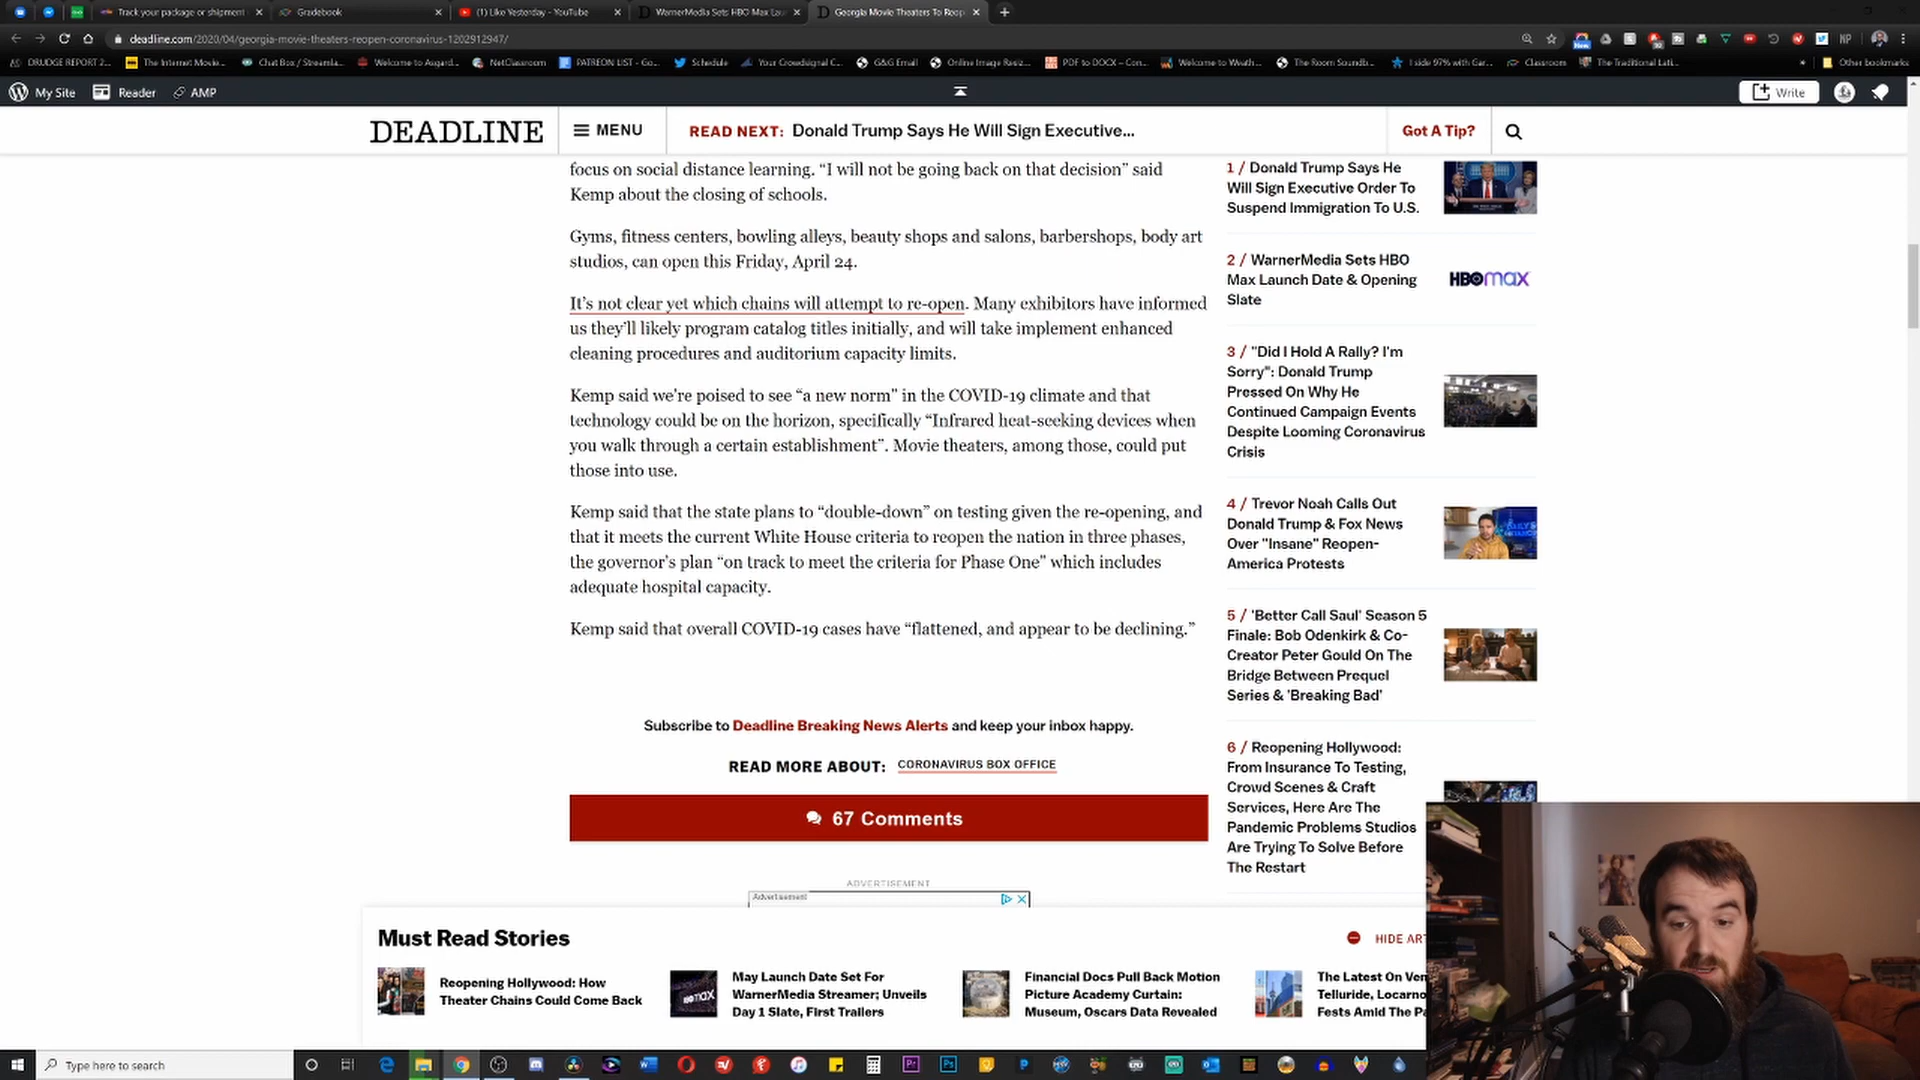 Track your package or shipment
Gradebook
(1) Like Yesterday - YouTube
WarnerMedia Sets HBO Max Lau
Georgia Movie Theaters To Reop
deadline.com/2020/04/georgia-movie-theaters-reopen-coronavirus-1202912947/
DRUDGE REPORT 2...
The Internet Movie...
Chat Box / Streamla...
Welcome to Asgard...
NetClassroom
PATREON LIST - Go...
Schedule
Your Crowdsignal C...
G&G Email
Online Image Resiz...
PDF to DOCX – Con...
Welcome to Weath...
The Room Soundb...
I side 97% with Gar...
Classroom
The Traditional Lati...
Other bookmarks
My Site
Reader
AMP
Write
DEADLINE
MENU
READ NEXT: Donald Trump Says He Will Sign Executive...
Got A Tip?
focus on social distance learning. “I will not be going back on that decision” said
Kemp about the closing of schools.
Gyms, fitness centers, bowling alleys, beauty shops and salons, barbershops, body art
studios, can open this Friday, April 24.
It’s not clear yet which chains will attempt to re-open. Many exhibitors have informed
us they’ll likely program catalog titles initially, and will take implement enhanced
cleaning procedures and auditorium capacity limits.
Kemp said we’re poised to see “a new norm” in the COVID-19 climate and that
technology could be on the horizon, specifically “Infrared heat-seeking devices when
you walk through a certain establishment”. Movie theaters, among those, could put
those into use.
Kemp said that the state plans to “double-down” on testing given the re-opening, and
that it meets the current White House criteria to reopen the nation in three phases,
the governor’s plan “on track to meet the criteria for Phase One” which includes
adequate hospital capacity.
Kemp said that overall COVID-19 cases have “flattened, and appear to be declining.”
Subscribe to Deadline Breaking News Alerts and keep your inbox happy.
READ MORE ABOUT: CORONAVIRUS BOX OFFICE
67 Comments
ADVERTISEMENT
Advertisement
1 / Donald Trump Says He
Will Sign Executive Order To
Suspend Immigration To U.S.
2 / WarnerMedia Sets HBO
Max Launch Date & Opening
Slate
HBOmax
3 / "Did I Hold A Rally? I'm
Sorry": Donald Trump
Pressed On Why He
Continued Campaign Events
Despite Looming Coronavirus
Crisis
4 / Trevor Noah Calls Out
Donald Trump & Fox News
Over "Insane" Reopen-
America Protests
5 / 'Better Call Saul' Season 5
Finale: Bob Odenkirk & Co-
Creator Peter Gould On The
Bridge Between Prequel
Series & 'Breaking Bad'
6 / Reopening Hollywood:
From Insurance To Testing,
Crowd Scenes & Craft
Services, Here Are The
Pandemic Problems Studios
Are Trying To Solve Before
The Restart
Must Read Stories
HIDE ART
Reopening Hollywood: How
Theater Chains Could Come Back
HBOmax
May Launch Date Set For
WarnerMedia Streamer; Unveils
Day 1 Slate, First Trailers
Financial Docs Pull Back Motion
Picture Academy Curtain:
Museum, Oscars Data Revealed
The Latest On Ven
Telluride, Locarno
Fests Amid The Pa
Type here to search